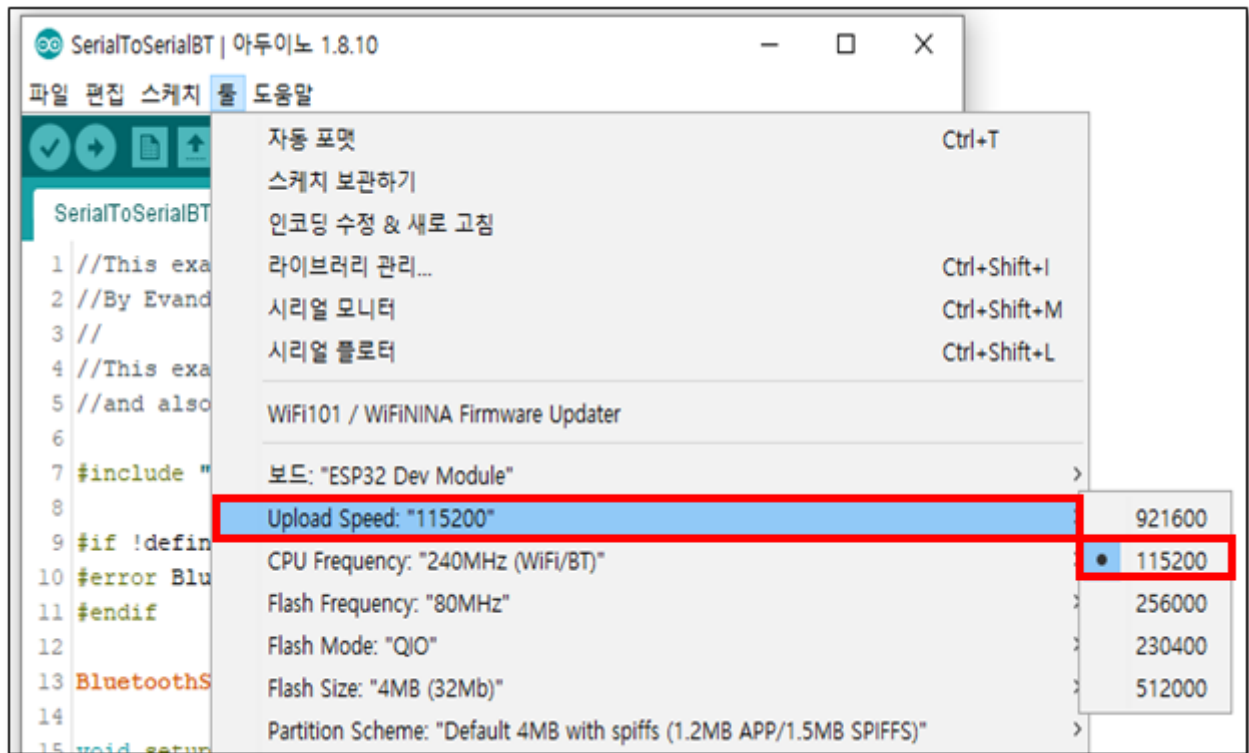 SerialToSerialBT | 아두이노 1.8.10
파일 편집 스케치 툴 도움말
자동 포맷 Ctrl+T
스케치 보관하기
인코딩 수정 & 새로 고침
라이브러리 관리... Ctrl+Shift+I
시리얼 모니터 Ctrl+Shift+M
시리얼 플로터 Ctrl+Shift+L
WiFi101 / WiFiNINA Firmware Updater
보드: "ESP32 Dev Module"
Upload Speed: "115200"
CPU Frequency: "240MHz (WiFi/BT)"
Flash Frequency: "80MHz"
Flash Mode: "QIO"
Flash Size: "4MB (32Mb)"
Partition Scheme: "Default 4MB with spiffs (1.2MB APP/1.5MB SPIFFS)"
921600
115200
256000
230400
512000
SerialToSerialBT
1 //This exa
2 //By Evand
3 //
4 //This exa
5 //and also
6
7 #include "
8
9 #if !defin
10 #error Blu
11 #endif
12
13 BluetoothS
14
15 void setup